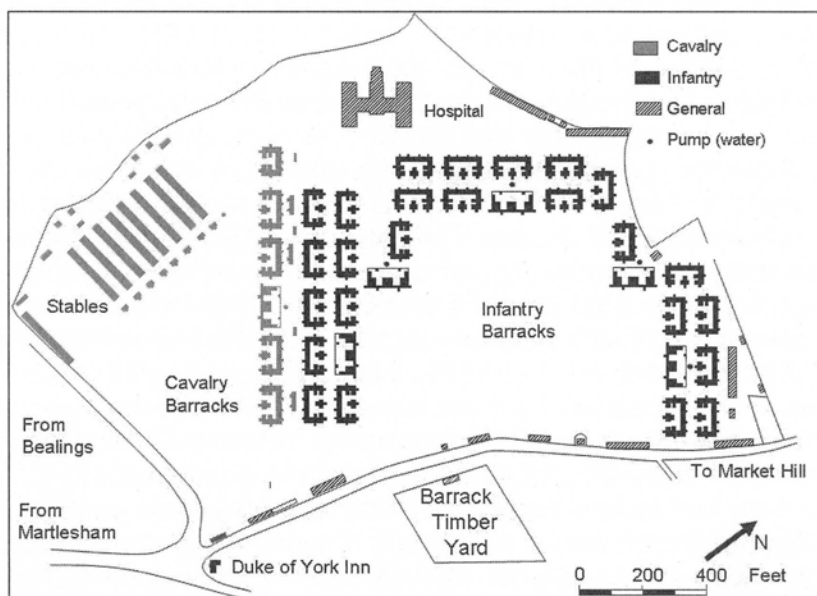 Cavalry
Infantry
General
Pump (water)
Hospital
Stables
Infantry
Barracks
Cavalry
Barracks
From
Bealings
From
Martlesham
To Market Hill
Barrack
Timber
Yard
Duke of York Inn
N
0 200 400 Feet